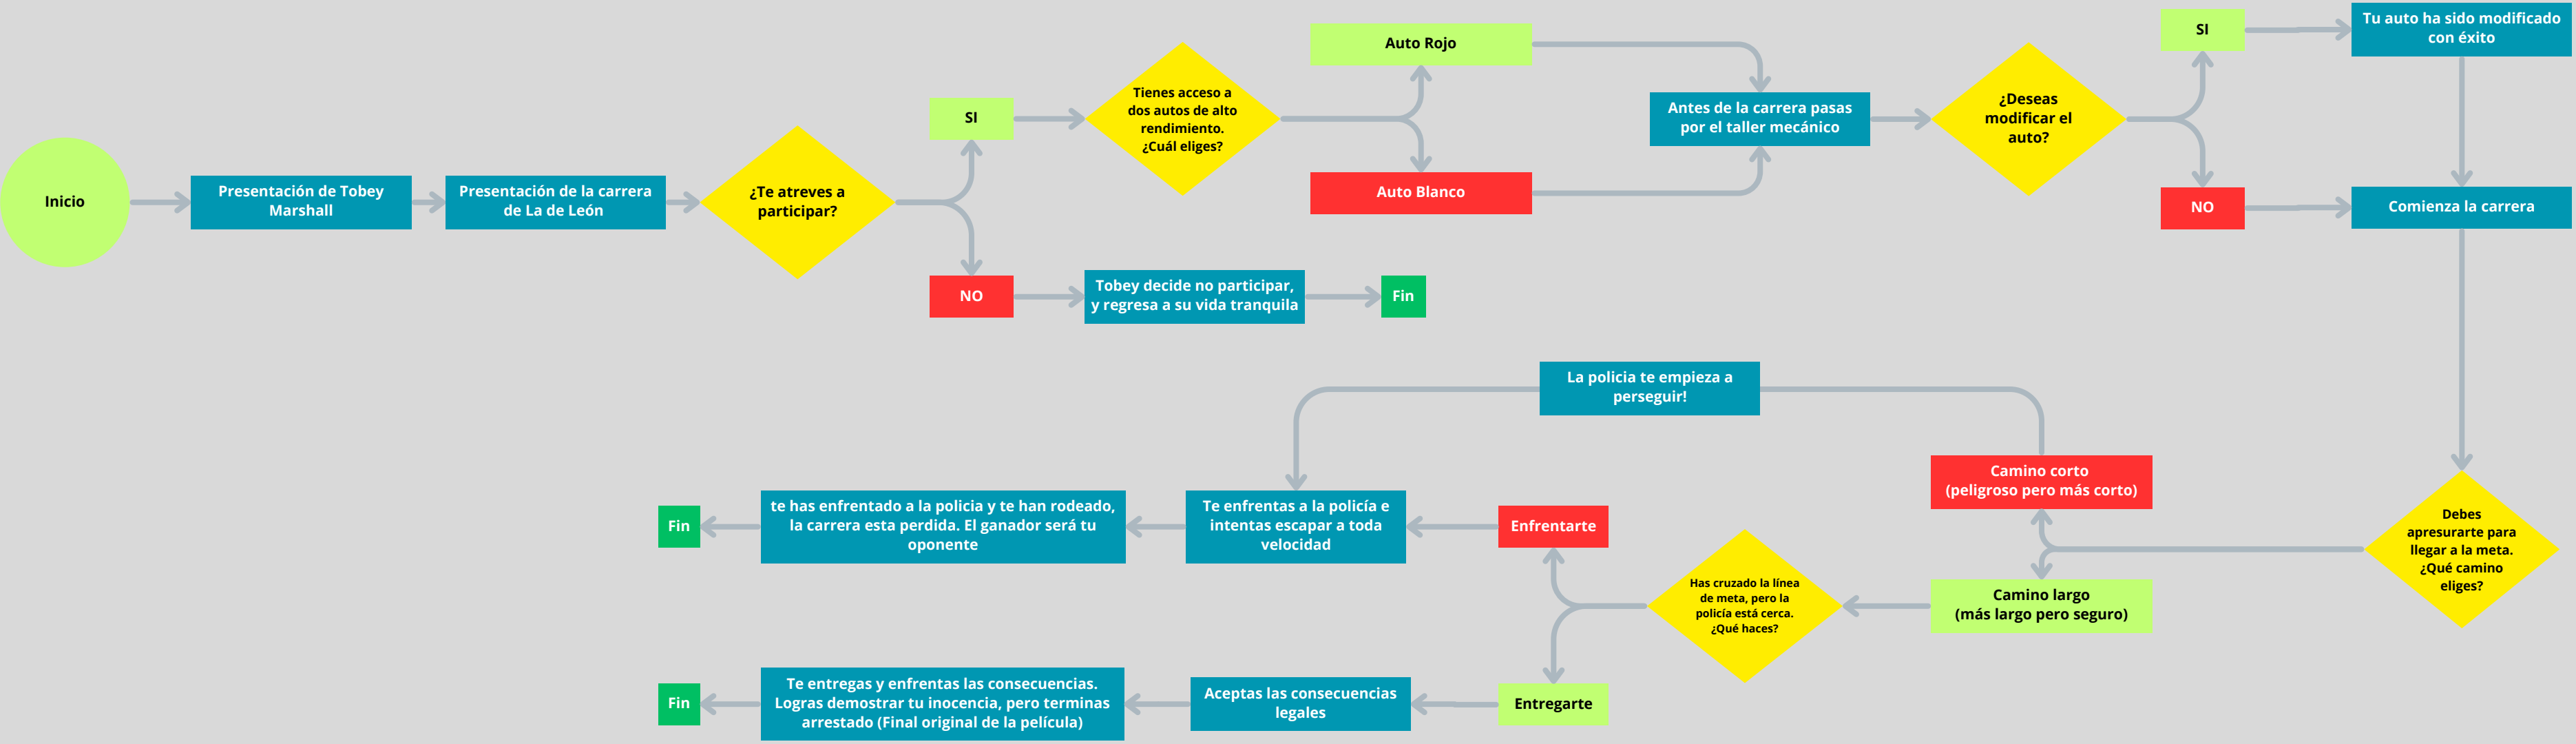 Inicio
Presentación de Tobey
Marshall
Presentación de la carrera
de La de León
¿Te atreves a
participar?
SI
NO
Tienes acceso a
dos autos de alto
rendimiento.
¿Cuál eliges?
Tobey decide no participar,
y regresa a su vida tranquila
Fin
Auto Rojo
Auto Blanco
Antes de la carrera pasas
por el taller mecánico
¿Deseas
modificar el
auto?
SI
NO
Tu auto ha sido modificado
con éxito
Comienza la carrera
Debes
apresurarte para
llegar a la meta.
¿Qué camino
eliges?
Camino corto
(peligroso pero más corto)
Camino largo
(más largo pero seguro)
La policia te empieza a
perseguir!
Has cruzado la línea
de meta, pero la
policía está cerca.
¿Qué haces?
Enfrentarte
Te enfrentas a la policía e
intentas escapar a toda
velocidad
te has enfrentado a la policia y te han rodeado,
la carrera esta perdida. El ganador será tu
oponente
Fin
Entregarte
Aceptas las consecuencias
legales
Te entregas y enfrentas las consecuencias.
Logras demostrar tu inocencia, pero terminas
arrestado (Final original de la película)
Fin